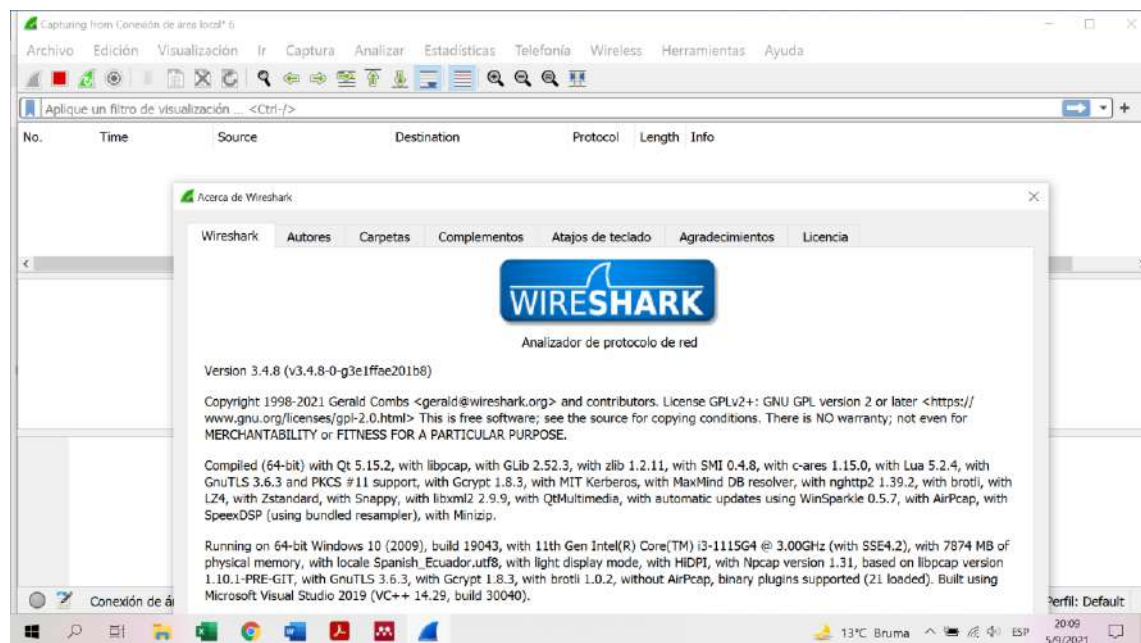 Capturing from Conexión de área local* 6
Archivo Edición Visualización Ir Captura Analizar Estadísticas Telefonía Wireless Herramientas Ayuda
Aplique un filtro de visualización ... <Ctrl-/>
No. Time Source Destination Protocol Length Info
Acerca de Wireshark
Wireshark Autores Carpetas Complementos Atajos de teclado Agradecimientos Licencia
WIRESHARK
Analizador de protocolo de red
Version 3.4.8 (v3.4.8-0-g3e1ffae201b8)
Copyright 1998-2021 Gerald Combs <gerald@wireshark.org> and contributors. License GPLv2+: GNU GPL version 2 or later <https://
www.gnu.org/licenses/gpl-2.0.html> This is free software; see the source for copying conditions. There is NO warranty; not even for
MERCHANTABILITY or FITNESS FOR A PARTICULAR PURPOSE.
Compiled (64-bit) with Qt 5.15.2, with libpcap, with GLib 2.52.3, with zlib 1.2.11, with SMI 0.4.8, with c-ares 1.15.0, with Lua 5.2.4, with
GnuTLS 3.6.3 and PKCS #11 support, with Gcrypt 1.8.3, with MIT Kerberos, with MaxMind DB resolver, with nghttp2 1.39.2, with brotli, with
LZ4, with Zstandard, with Snappy, with libxml2 2.9.9, with QtMultimedia, with automatic updates using WinSparkle 0.5.7, with AirPcap, with
SpeexDSP (using bundled resampler), with Minizip.
Running on 64-bit Windows 10 (2009), build 19043, with 11th Gen Intel(R) Core(TM) i3-1115G4 @ 3.00GHz (with SSE4.2), with 7874 MB of
physical memory, with locale Spanish_Ecuador.utf8, with light display mode, with HiDPI, with Npcap version 1.31, based on libpcap version
1.10.1-PRE-GIT, with GnuTLS 3.6.3, with Gcrypt 1.8.3, with brotli 1.0.2, without AirPcap, binary plugins supported (21 loaded). Built using
Microsoft Visual Studio 2019 (VC++ 14.29, build 30040).
Conexión de ár Perfil: Default
13°C Bruma ESP 20:09
5/9/2021